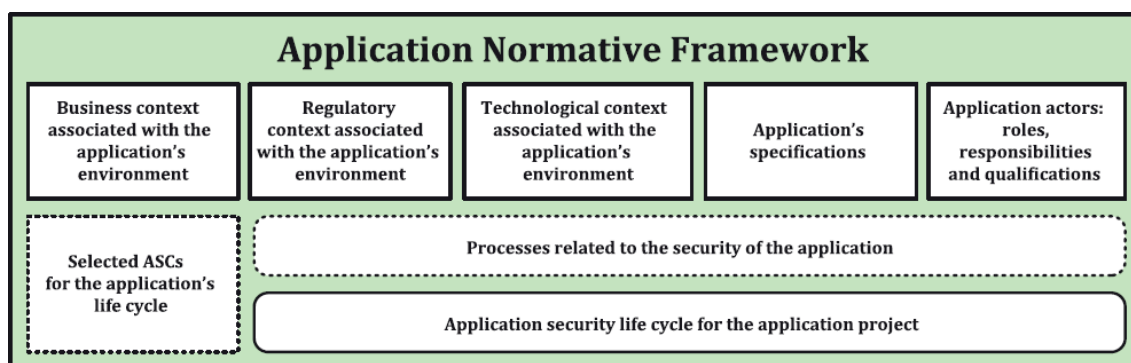 Application Normative Framework
Business context
associated with the
application's
environment
Regulatory
context associated
with the application's
environment
Technological context
associated with the
application's
environment
Application's
specifications
Application actors:
roles,
responsibilities
and qualifications
Selected ASCs
for the application's
life cycle
Processes related to the security of the application
Application security life cycle for the application project